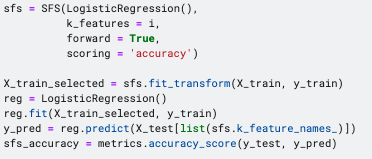 sfs = SFS(LogisticRegression(),
k_features = i,
forward = True,
scoring = 'accuracy')
X_train_selected = sfs.fit_transform(X_train, y_train)
reg = LogisticRegression()
reg.fit(X_train_selected, y_train)
y_pred = reg.predict(X_test[list(sfs.k_feature_names_)])
sfs_accuracy = metrics.accuracy_score(y_test, y_pred)